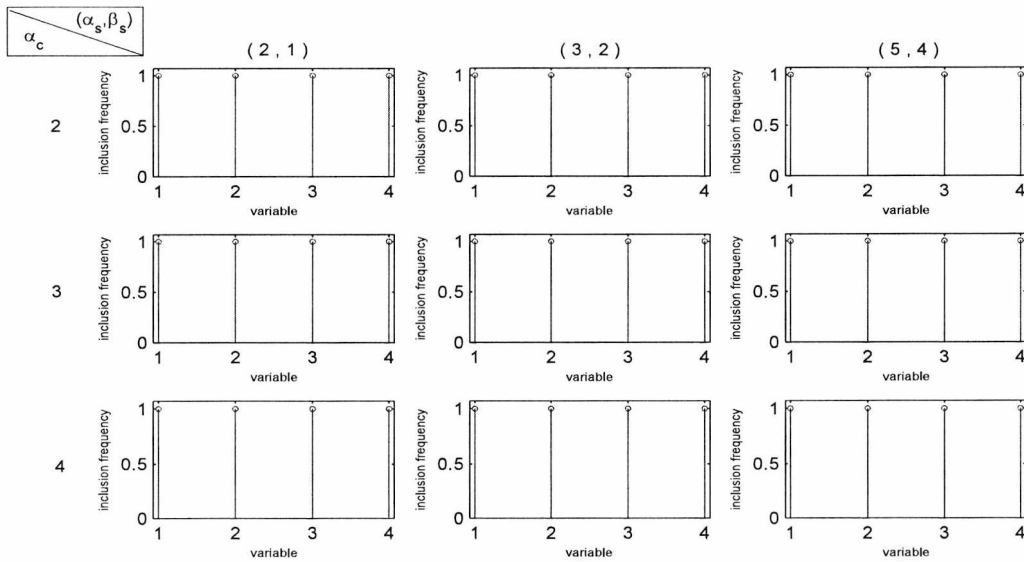 (αs,βs)
αc
( 2 , 1 ) ( 3 , 2 ) ( 5 , 4 )
2
inclusion frequency 1 0.5 0 1 2 3 4 variable
inclusion frequency 1 0.5 0 1 2 3 4 variable
inclusion frequency 1 0.5 0 1 2 3 4 variable
3
inclusion frequency 1 0.5 0 1 2 3 4 variable
inclusion frequency 1 0.5 0 1 2 3 4 variable
inclusion frequency 1 0.5 0 1 2 3 4 variable
4
inclusion frequency 1 0.5 0 1 2 3 4 variable
inclusion frequency 1 0.5 0 1 2 3 4 variable
inclusion frequency 1 0.5 0 1 2 3 4 variable